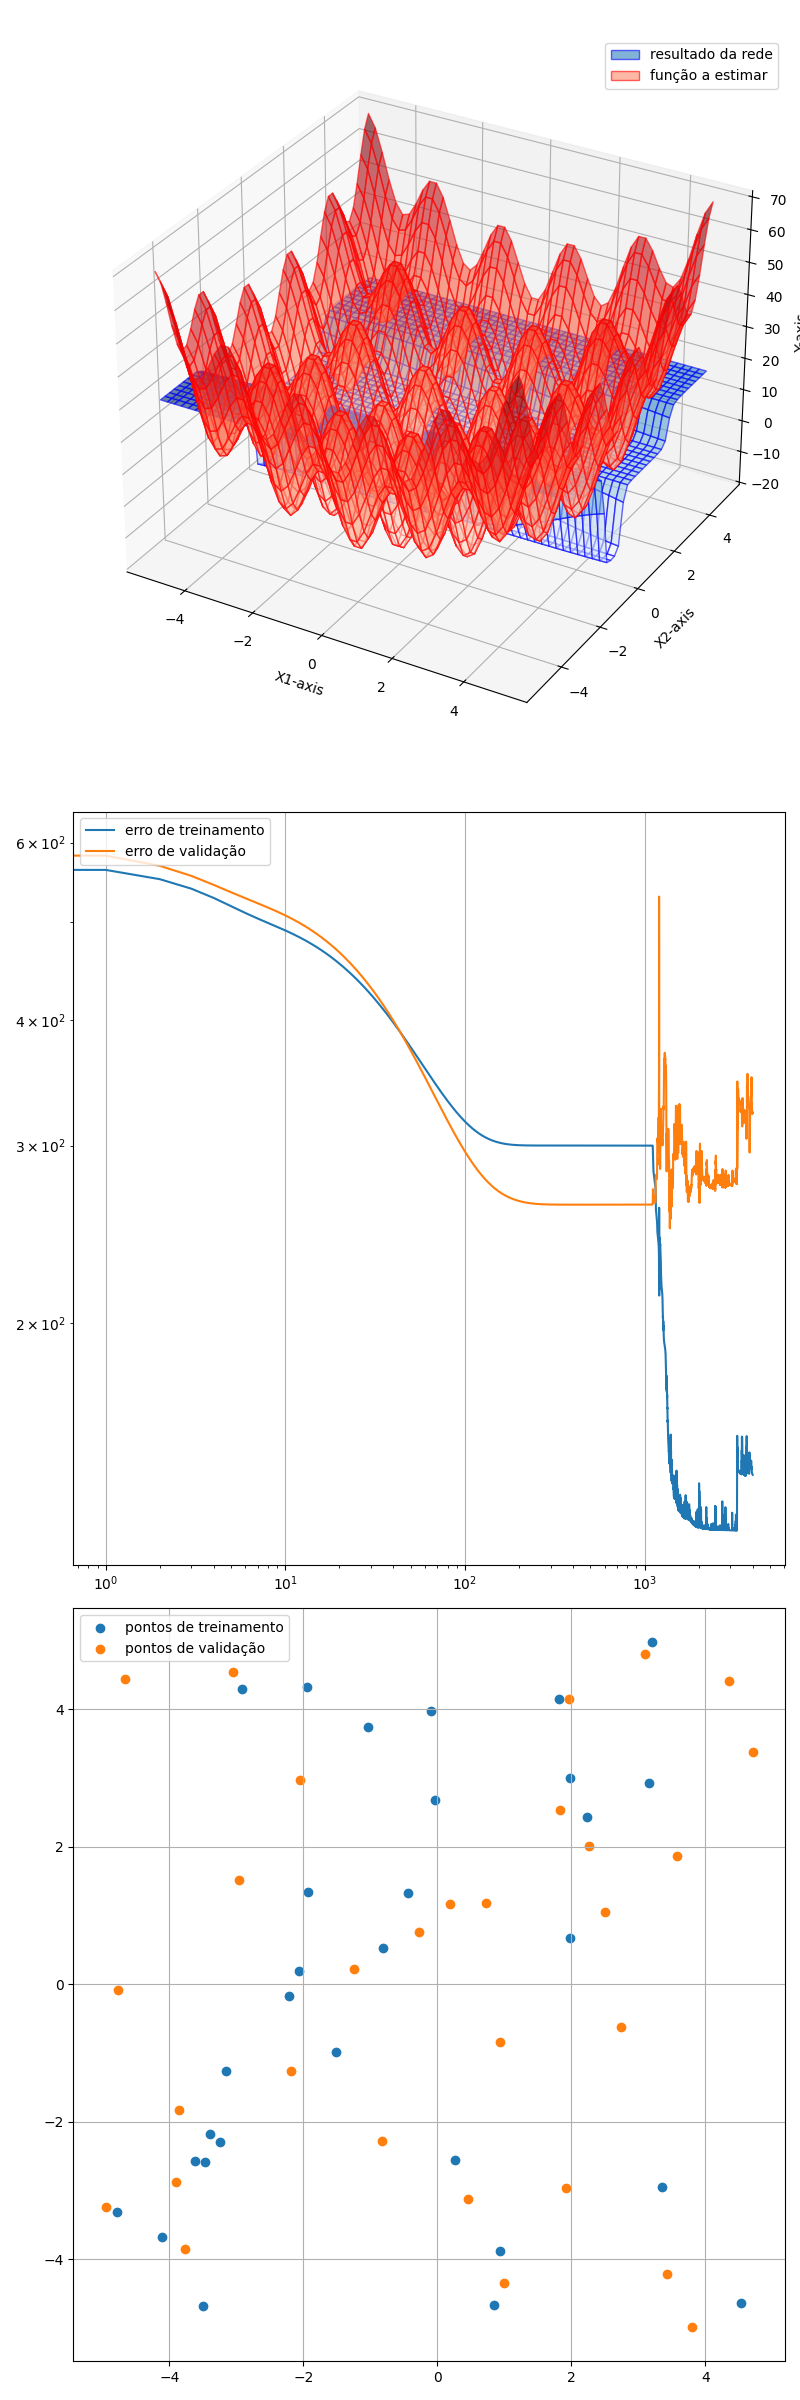 resultado da rede
função a estimar
70
60
50
40
30
20
10
0
−10
−20
4
2
0
−2
−4
X2-axis
−4
−2
0
2
4
X1-axis
erro de treinamento
erro de validação
6 × 10²
4 × 10²
3 × 10²
2 × 10²
10⁰ 10¹ 10² 10³
pontos de treinamento
pontos de validação
4
2
0
−2
−4
−4 −2 0 2 4